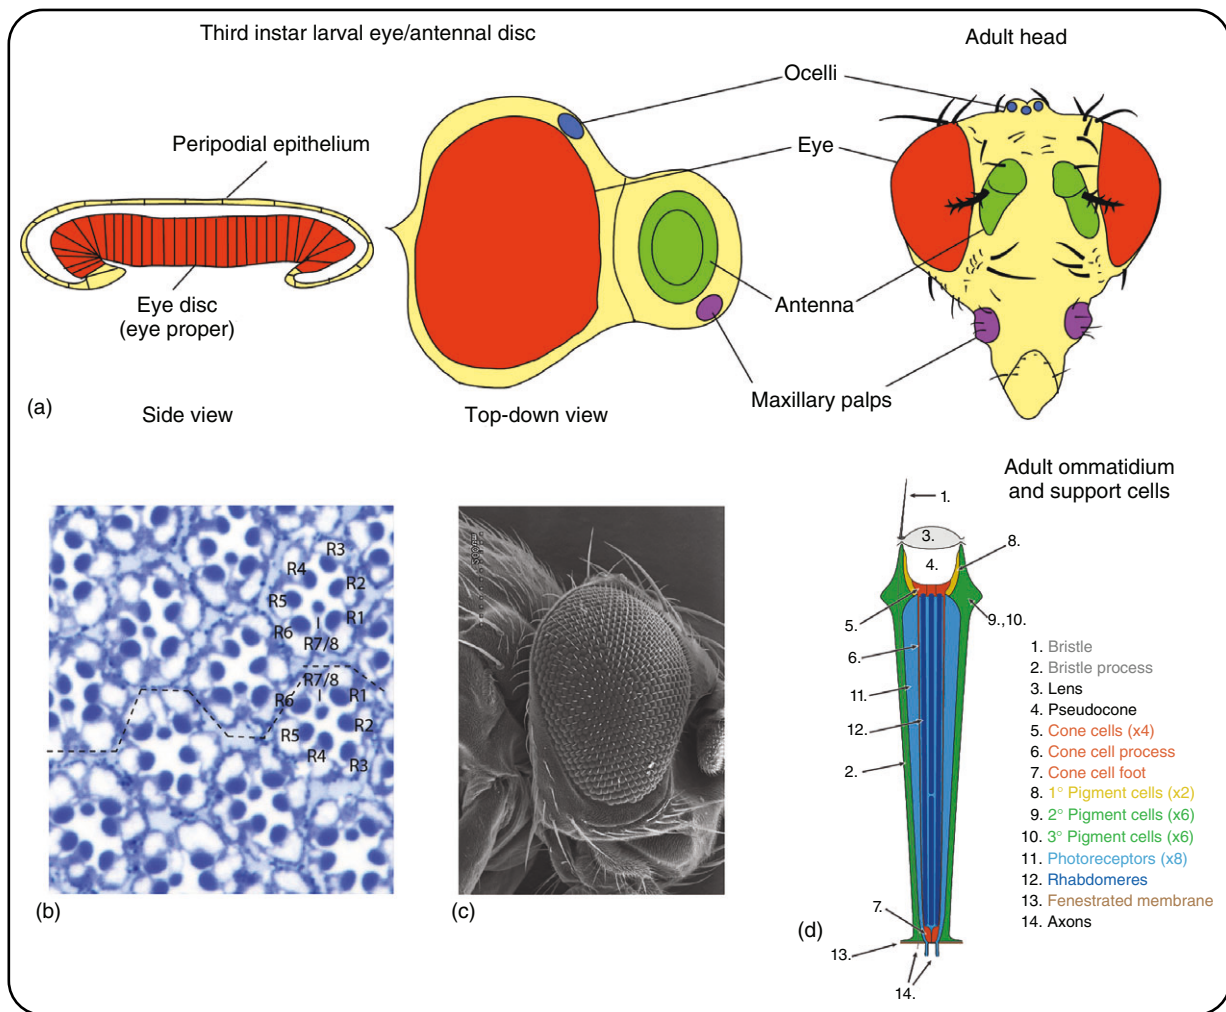 Third instar larval eye/antennal disc
Adult head
Ocelli
Peripodial epithelium
Eye
Eye disc
(eye proper)
Antenna
Maxillary palps
(a)
Side view
Top-down view
R3
R4
R2
R5
R1
R6
R7/8
R7/8
R6
R1
R5
R2
R4
R3
(b)
(c)
Adult ommatidium
and support cells
1.
3.
8.
4.
5.
9.,10.
6.
11.
12.
2.
7.
(d)
13.
14.
1. Bristle
2. Bristle process
3. Lens
4. Pseudocone
5. Cone cells (x4)
6. Cone cell process
7. Cone cell foot
8. 1° Pigment cells (x2)
9. 2° Pigment cells (x6)
10. 3° Pigment cells (x6)
11. Photoreceptors (x8)
12. Rhabdomeres
13. Fenestrated membrane
14. Axons